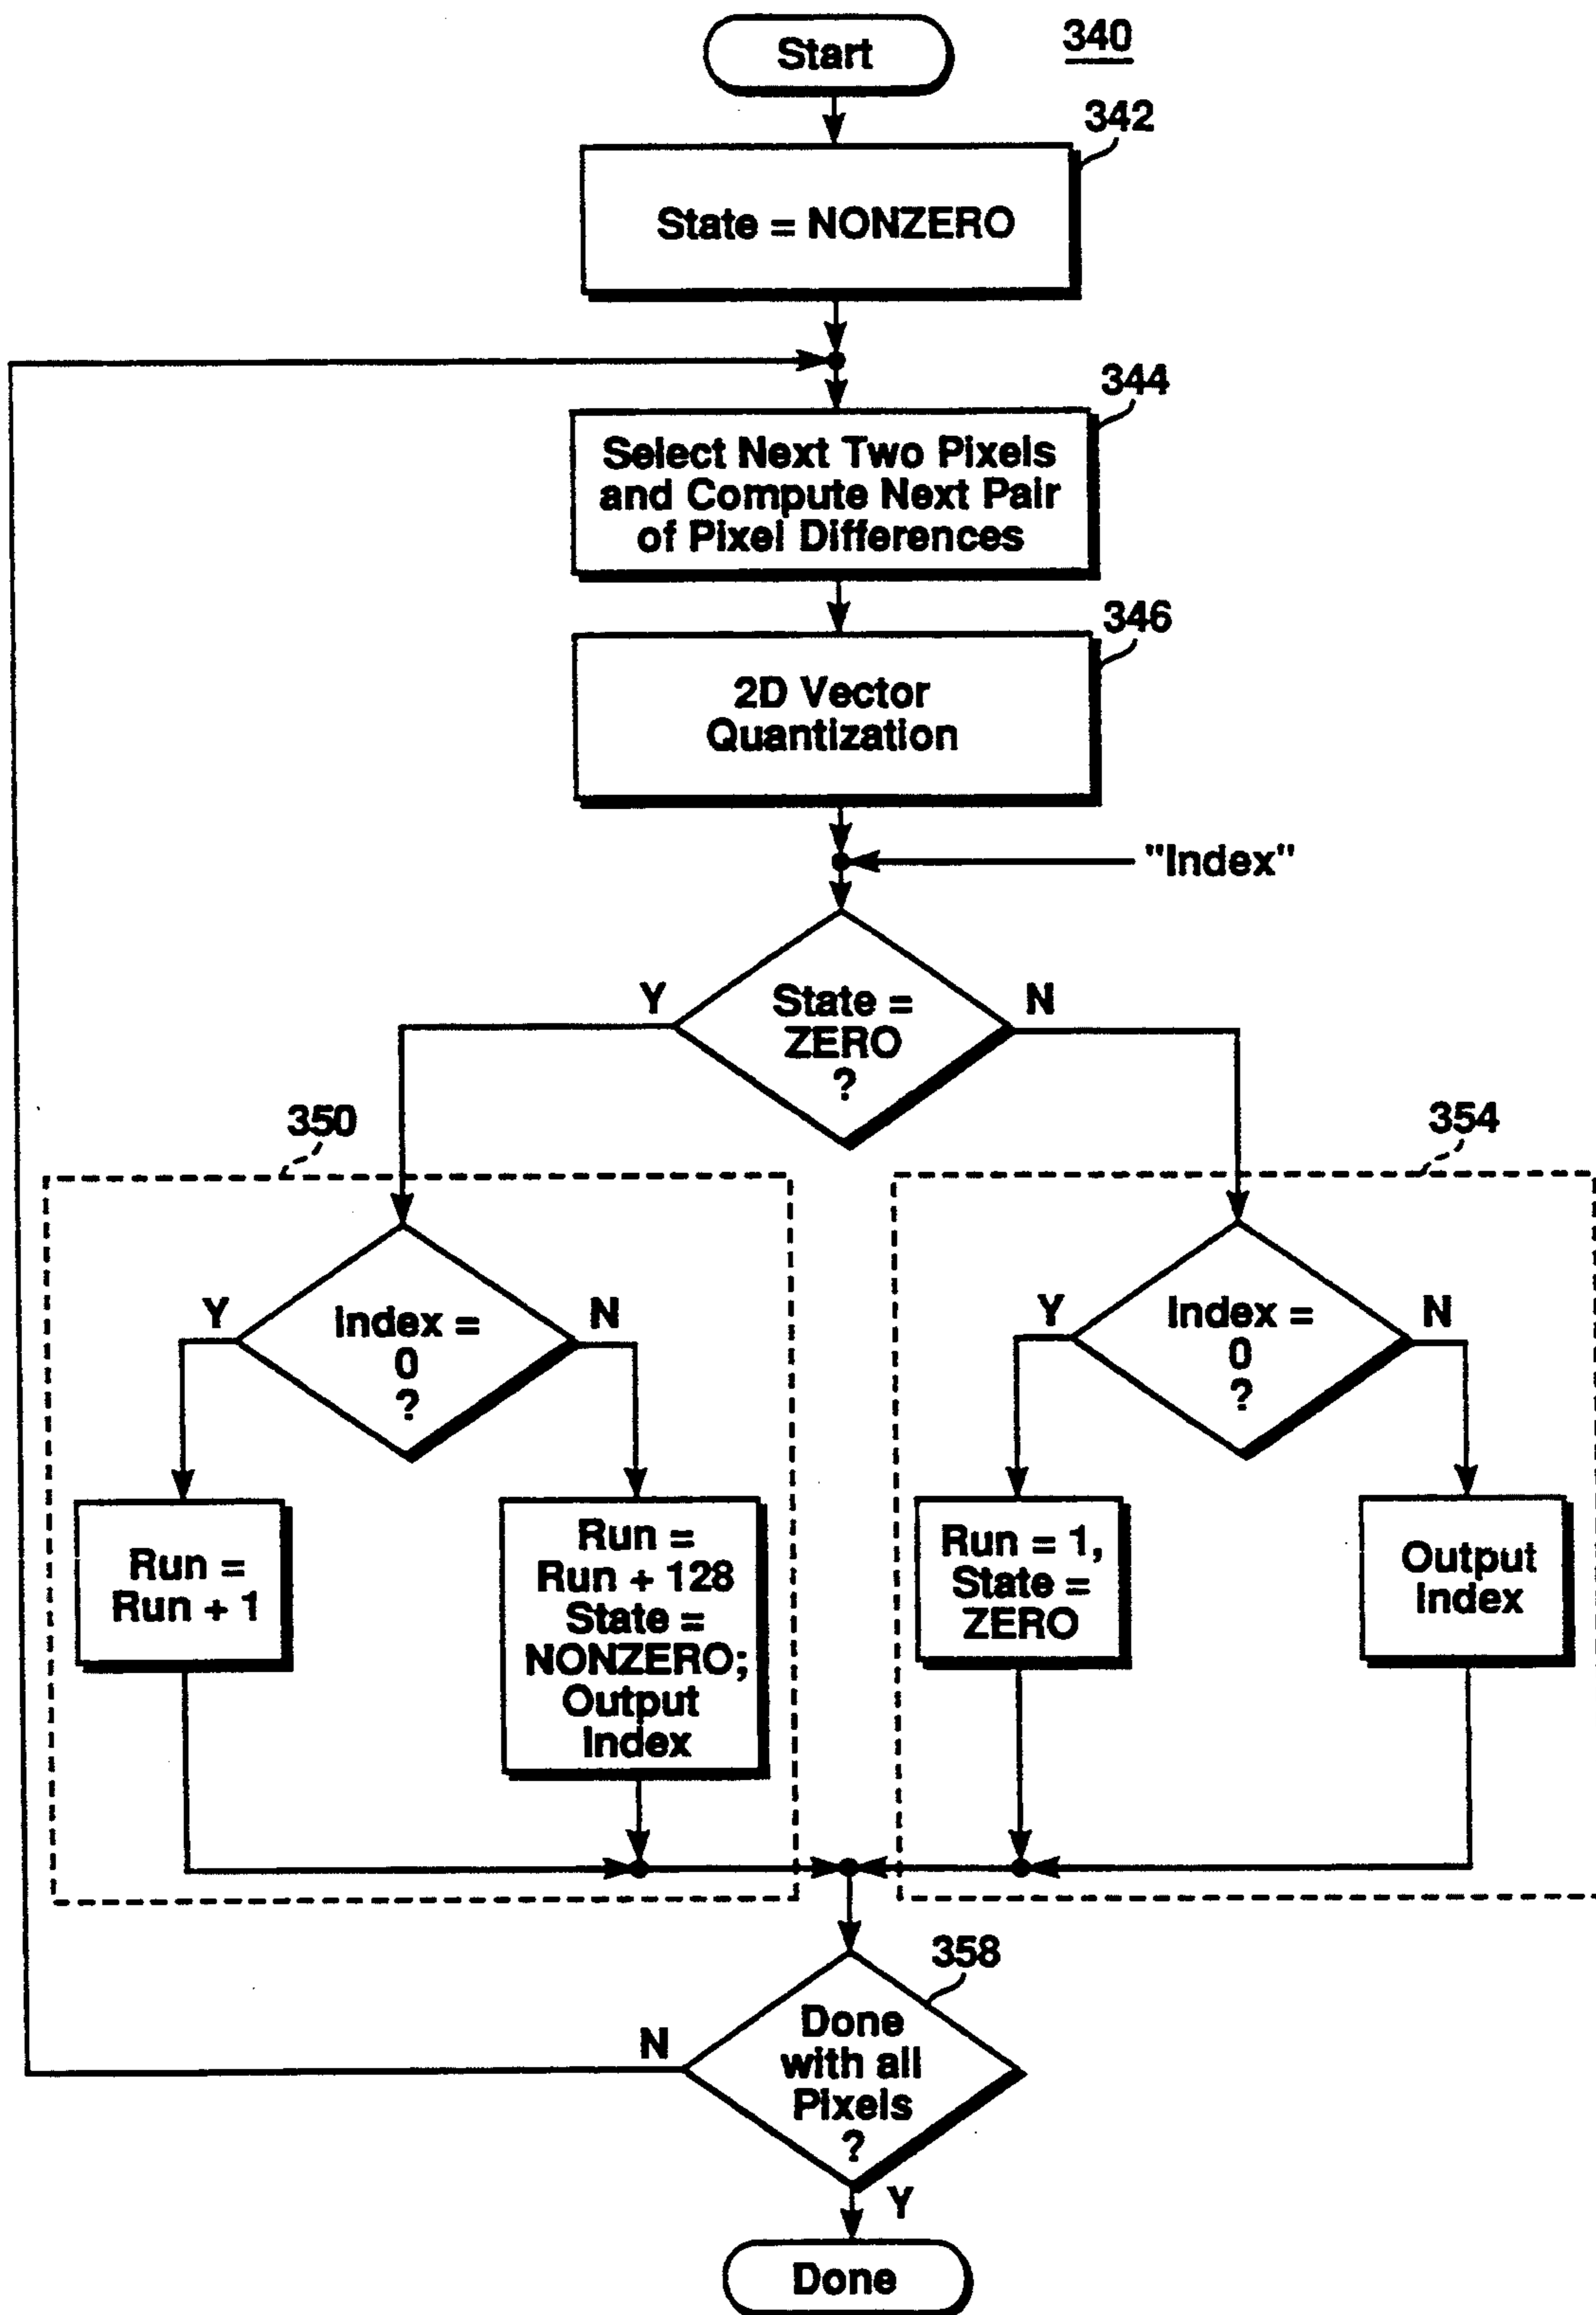 Start
340
342
State = NONZERO
344
Select Next Two Pixels
and Compute Next Pair
of Pixel Differences
346
2D Vector
Quantization
"Index"
Y
State =
ZERO
?
N
350
354
Y
Index =
0
?
N
Y
Index =
0
?
N
Run =
Run + 1
Run =
Run + 128
State =
NONZERO;
Output
Index
Run = 1,
State =
ZERO
Output
Index
358
N
Done
with all
Pixels
?
Y
Done